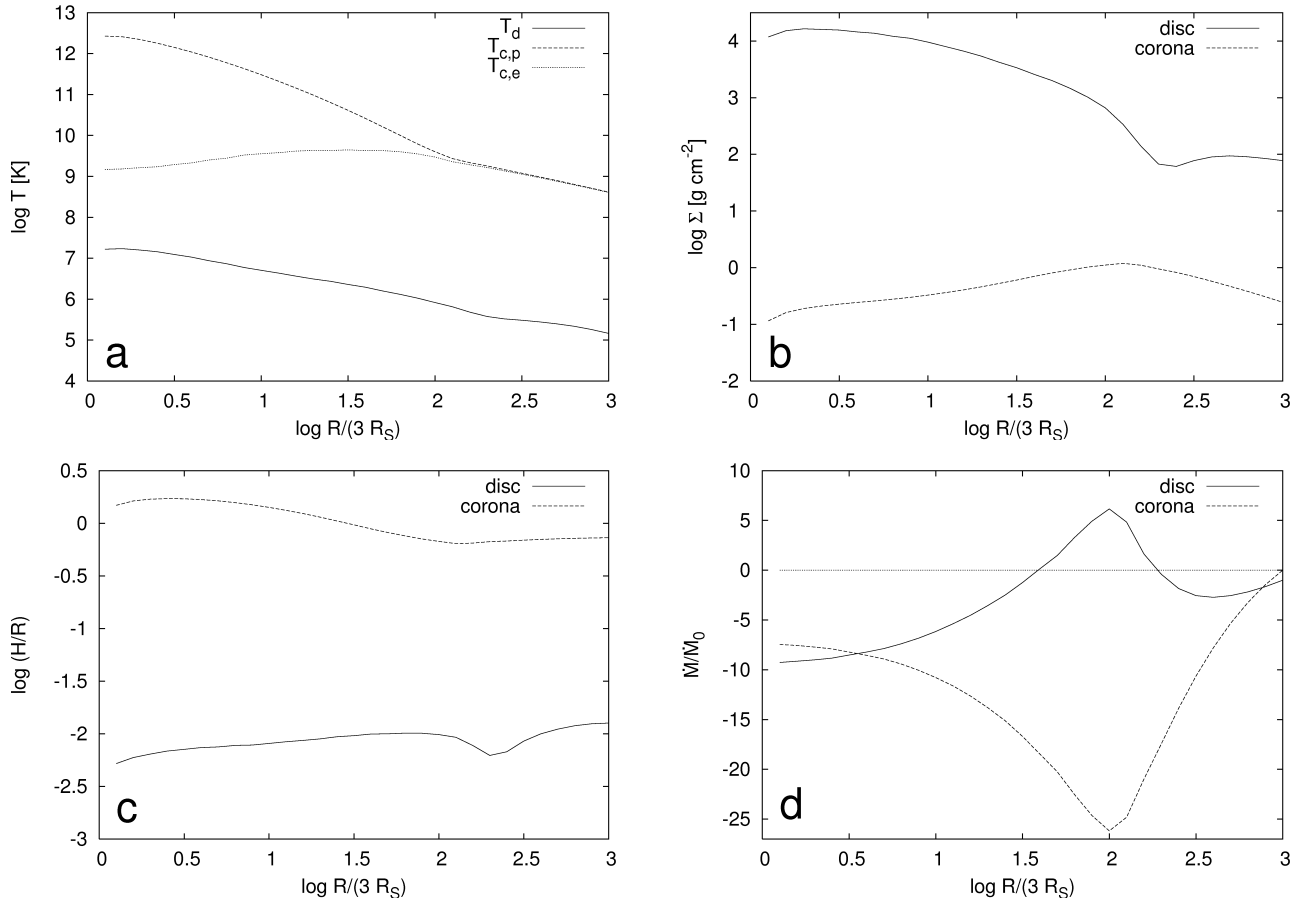 13
12
11
10
9
8
7
6
5
4
log T [K]
T_d
T_c,p
T_c,e
a
0 0.5 1 1.5 2 2.5 3
log R/(3 R_S)
4
2
0
-1
-2
log Σ [g cm^-2]
disc
corona
b
0 0.5 1 1.5 2 2.5 3
log R/(3 R_S)
0.5
0
-0.5
-1
-1.5
-2
-2.5
-3
log (H/R)
disc
corona
c
0 0.5 1 1.5 2 2.5 3
log R/(3 R_S)
10
5
0
-5
-10
-15
-20
-25
Ṁ/Ṁ_0
disc
corona
d
0 0.5 1 1.5 2 2.5 3
log R/(3 R_S)